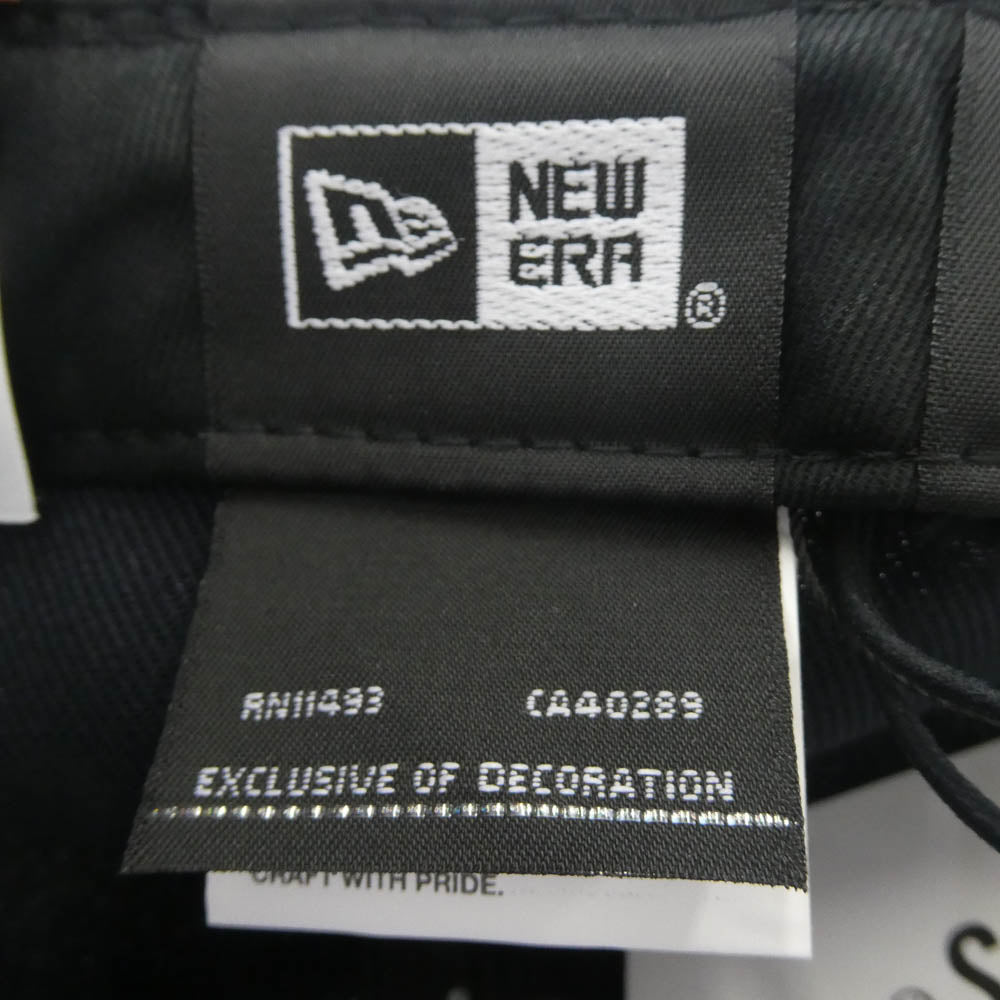 NEW
ERA
®
RN11493 CA40289
EXCLUSIVE OF DECORATION
CRAFT WITH PRIDE.